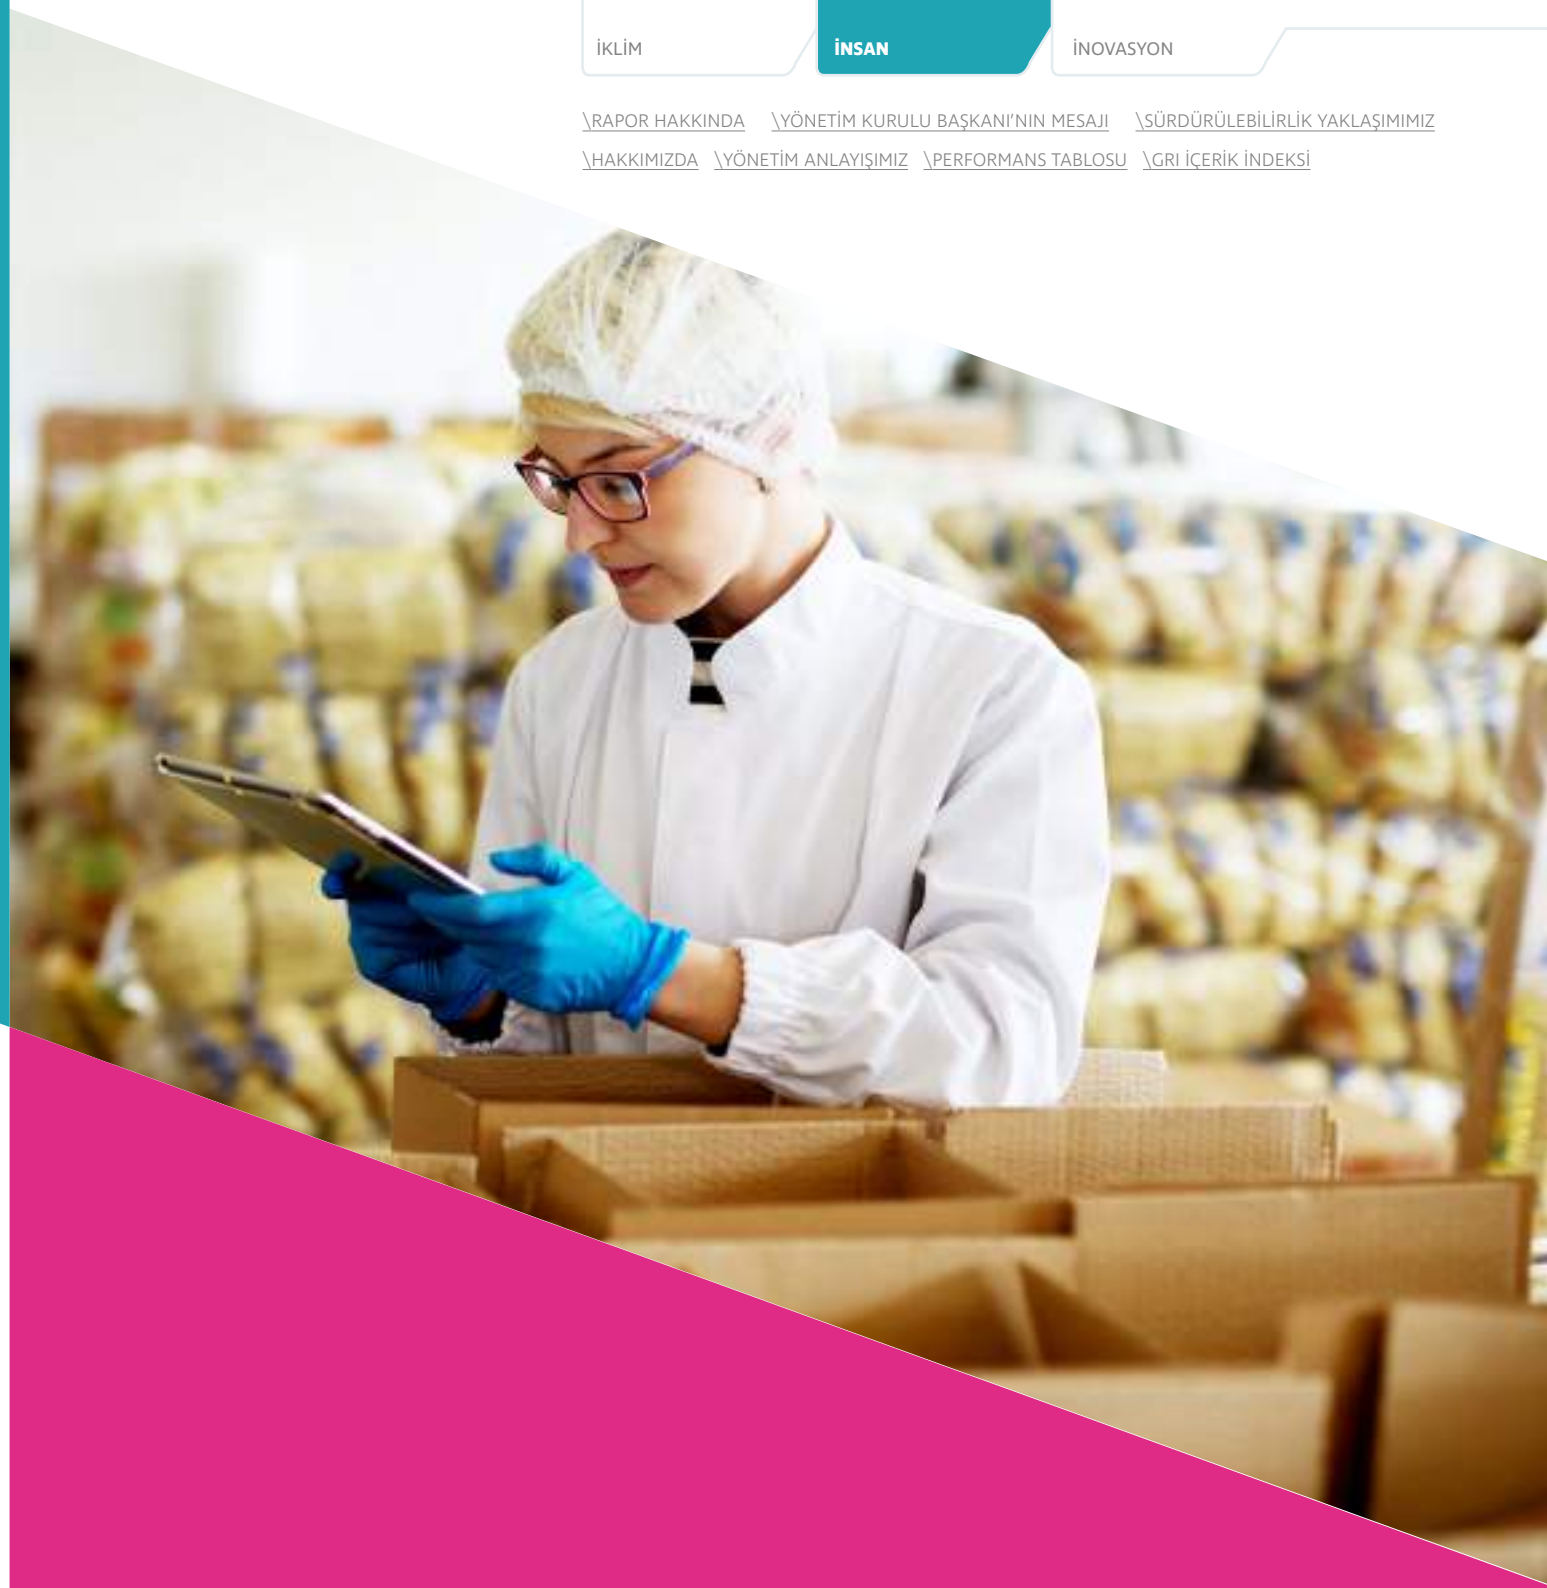 İKLİM İNSAN İNOVASYON
\RAPOR HAKKINDA \YÖNETİM KURULU BAŞKANI’NIN MESAJI \SÜRDÜRÜLEBİLİRLİK YAKLAŞIMIMIZ
\HAKKIMIZDA \YÖNETİM ANLAYIŞIMIZ \PERFORMANS TABLOSU \GRI İÇERİK İNDEKSİ